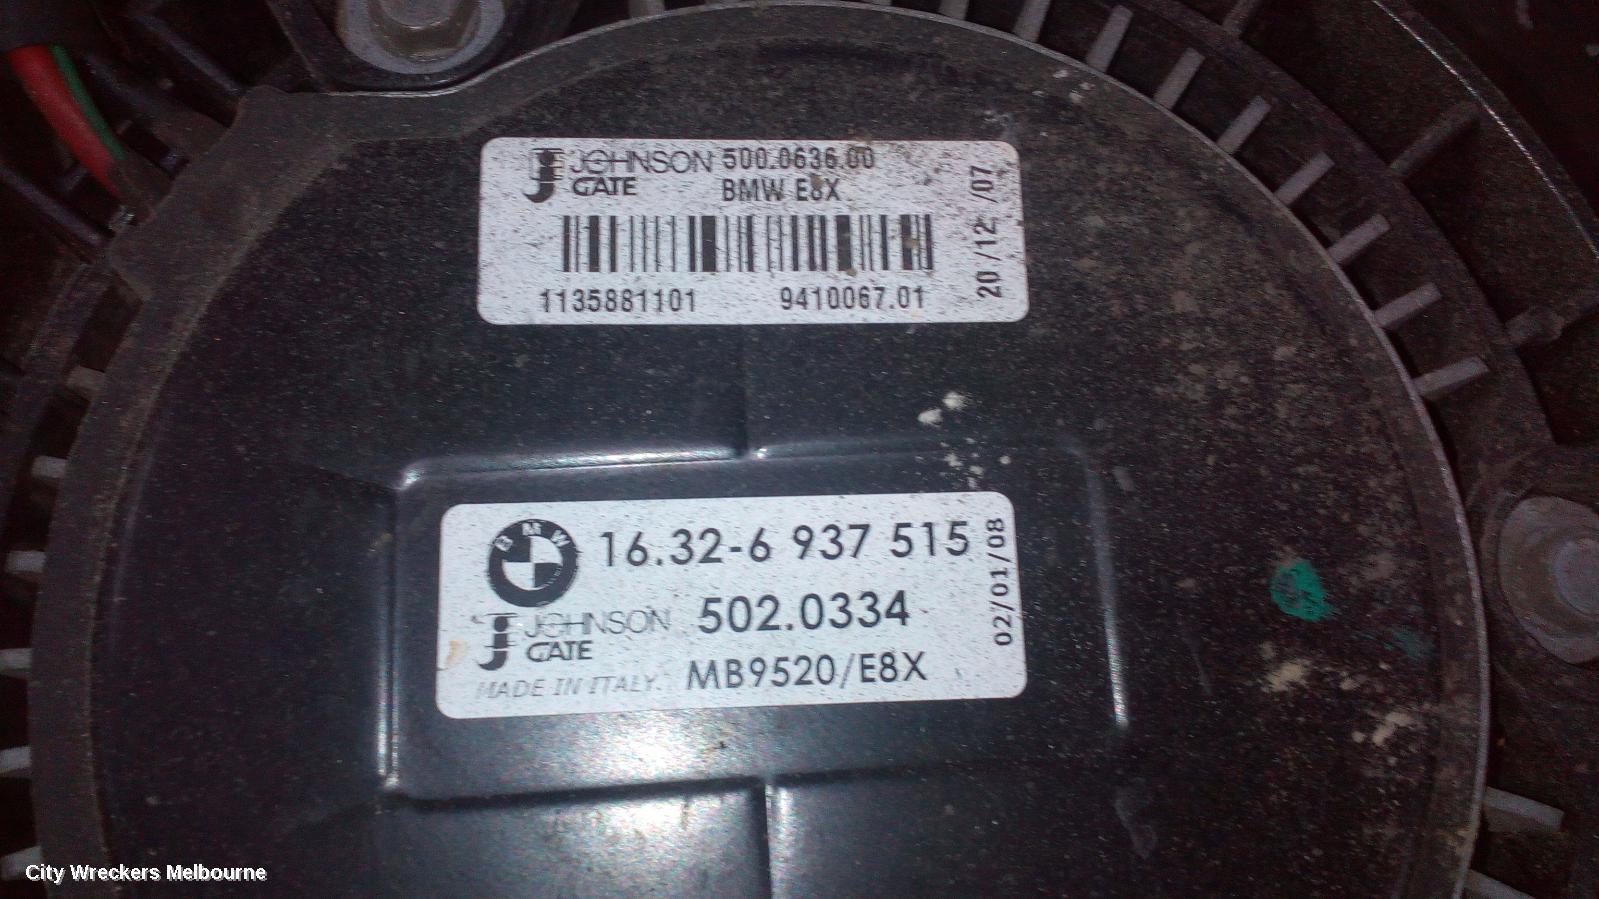 JOHNSON 500.0636.00
GATE BMW E8X
1135881101 9410067.01
20/12/07
BMW
16.32-6 937 515
JOHNSON 502.0334
GATE
MADE IN ITALY. MB9520/E8X
02/01/08
City Wreckers Melbourne